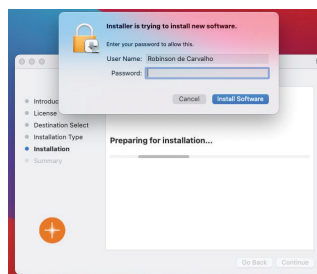 Installer is trying to install new software.
Enter your password to allow this.
User Name: Robinson de Carvalho
Password:
Cancel Install Software
Introduc
License
Destination Select
Installation Type
Installation
Summary
Preparing for installation...
Go Back Continue